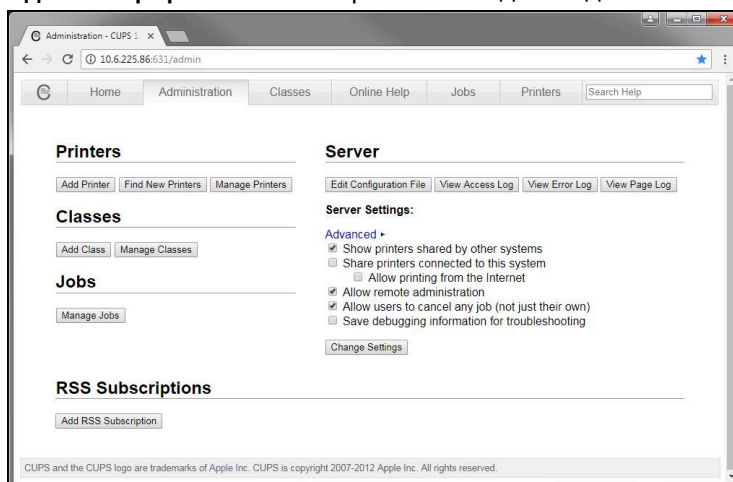 Administration - CUPS 1
10.6.225.86:631/admin
Home Administration Classes Online Help Jobs Printers Search Help
Printers
Add Printer Find New Printers Manage Printers
Classes
Add Class Manage Classes
Jobs
Manage Jobs
Server
Edit Configuration File View Access Log View Error Log View Page Log
Server Settings:
Advanced
Show printers shared by other systems
Share printers connected to this system
Allow printing from the Internet
Allow remote administration
Allow users to cancel any job (not just their own)
Save debugging information for troubleshooting
Change Settings
RSS Subscriptions
Add RSS Subscription
CUPS and the CUPS logo are trademarks of Apple Inc. CUPS is copyright 2007-2012 Apple Inc. All rights reserved.